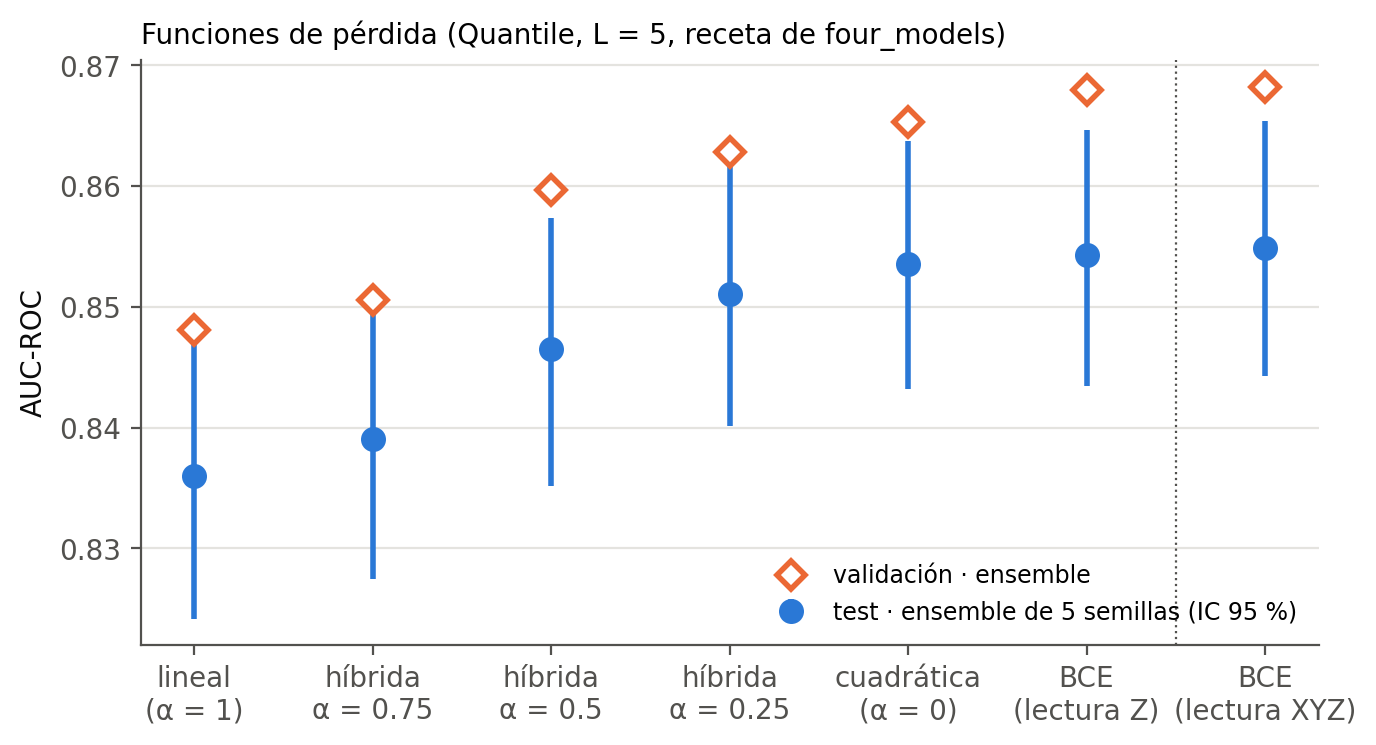 Funciones de pérdida (Quantile, L = 5, receta de four_models)
0.87
0.86
0.85
0.84
0.83
AUC-ROC
validación · ensemble
test · ensemble de 5 semillas (IC 95 %)
lineal
(α = 1)
híbrida
α = 0.75
híbrida
α = 0.5
híbrida
α = 0.25
cuadrática
(α = 0)
BCE
(lectura Z)
BCE
(lectura XYZ)